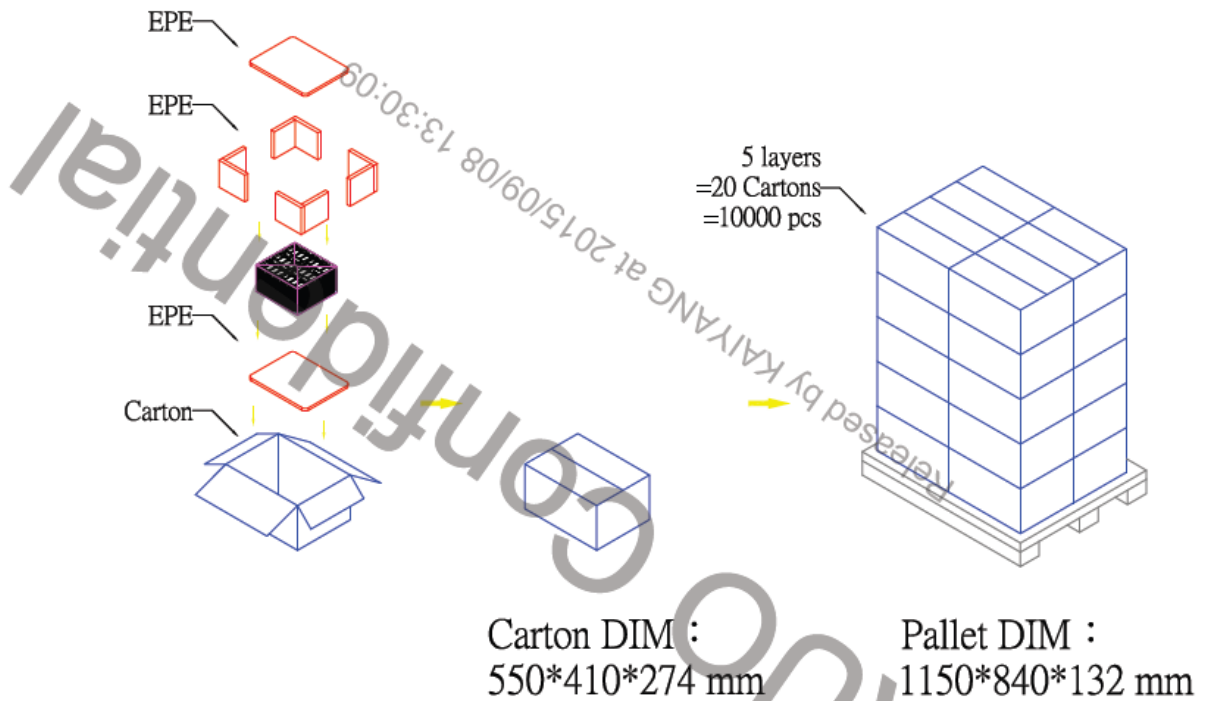 EPE
EPE
EPE
Carton
5 layers
=20 Cartons
=10000 pcs
Carton DIM：
550*410*274 mm
Pallet DIM：
1150*840*132 mm
Confidential
Released by KAIYANG at 2015/09/08 13:30:09